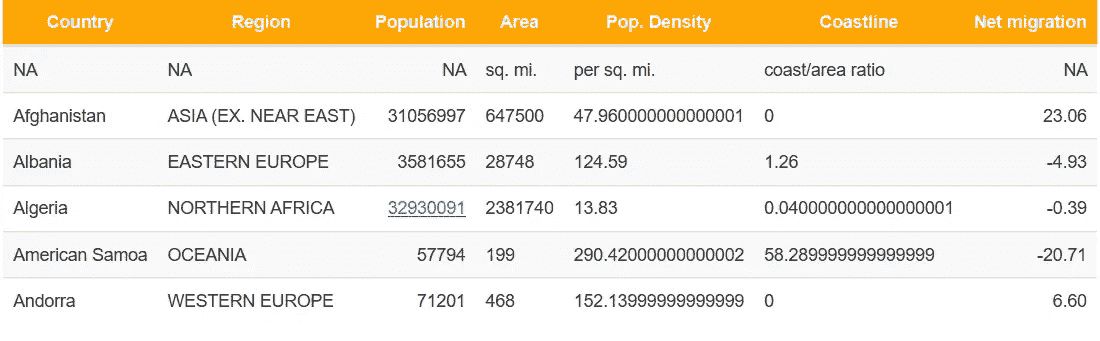 Country Region Population Area Pop. Density Coastline Net migration
NA NA NA sq. mi. per sq. mi. coast/area ratio NA
Afghanistan ASIA (EX. NEAR EAST) 31056997 647500 47.960000000000001 0 23.06
Albania EASTERN EUROPE 3581655 28748 124.59 1.26 -4.93
Algeria NORTHERN AFRICA 32930091 2381740 13.83 0.040000000000000001 -0.39
American Samoa OCEANIA 57794 199 290.42000000000002 58.289999999999999 -20.71
Andorra WESTERN EUROPE 71201 468 152.13999999999999 0 6.60